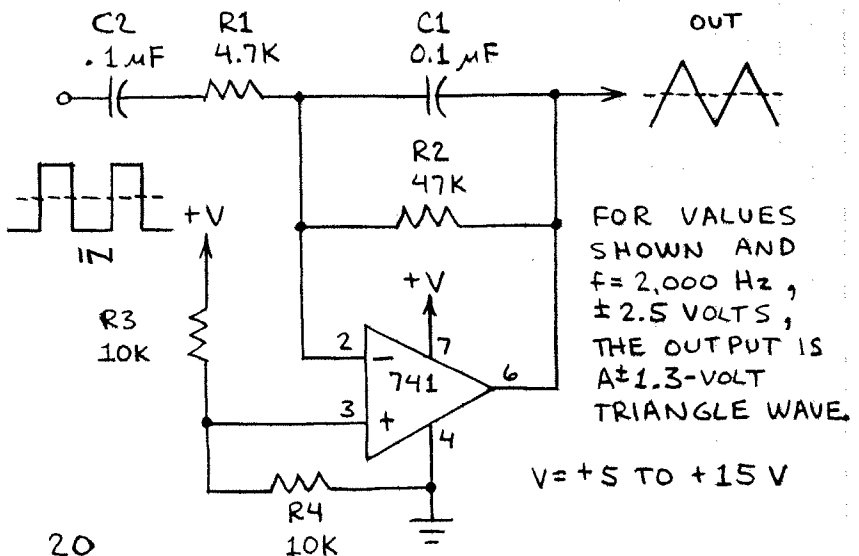 C2
.1 µF
R1
4.7K
C1
0.1 µF
OUT
R2
47K
IN
+V
+V
R3
10K
2
−
7
741
6
3
+
4
R4
10K
FOR VALUES
SHOWN AND
f = 2,000 Hz,
± 2.5 VOLTS,
THE OUTPUT IS
A ± 1.3-VOLT
TRIANGLE WAVE.
V = +5 TO +15 V
20